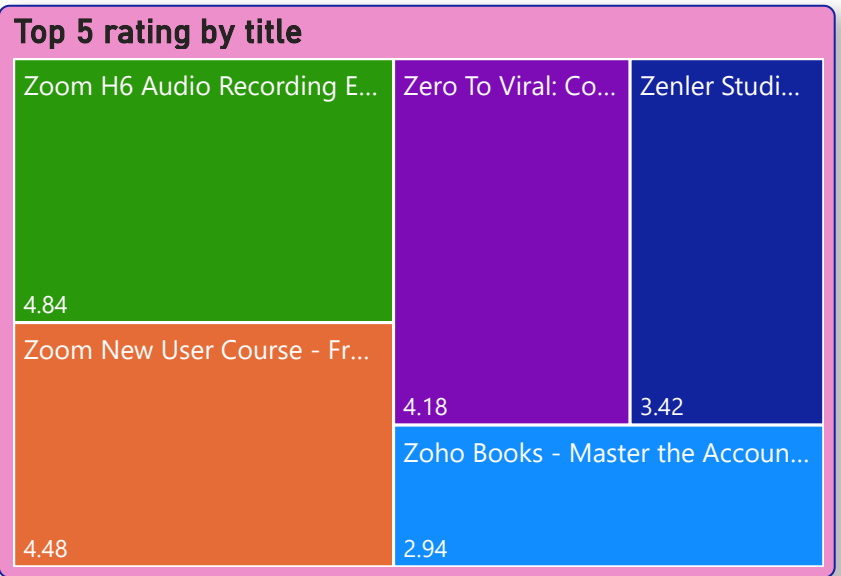 Top 5 rating by title
Zoom H6 Audio Recording E...
4.84
Zoom New User Course - Fr...
4.48
Zero To Viral: Co...
4.18
Zenler Studi...
3.42
Zoho Books - Master the Accoun...
2.94